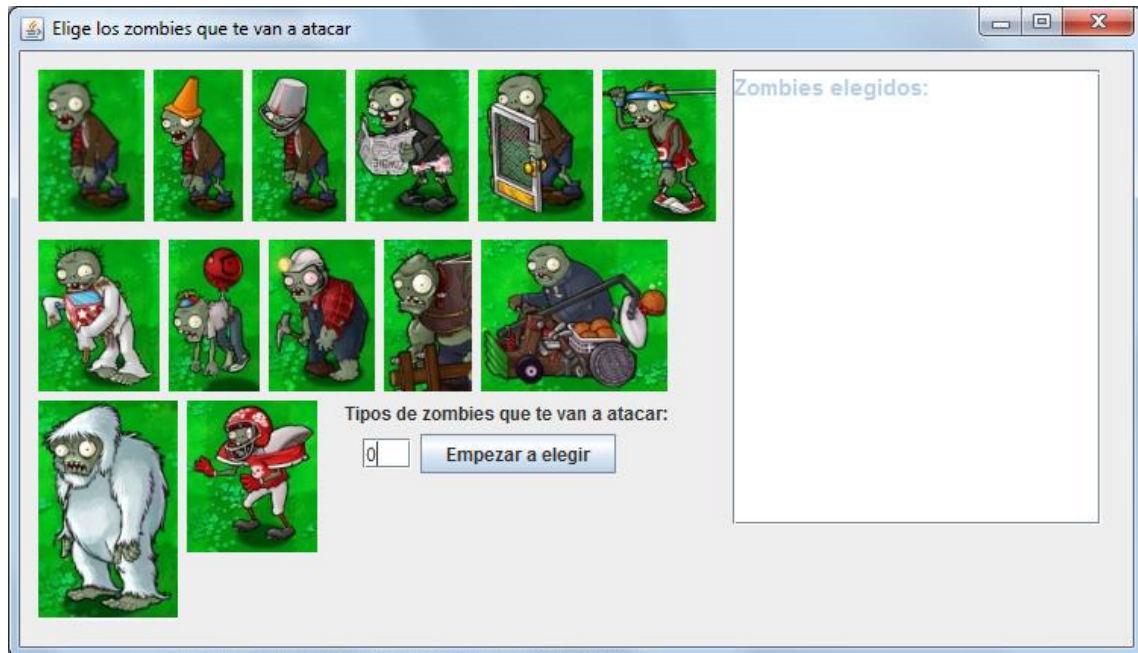 Elige los zombies que te van a atacar
Zombies elegidos:
Tipos de zombies que te van a atacar:
0
Empezar a elegir